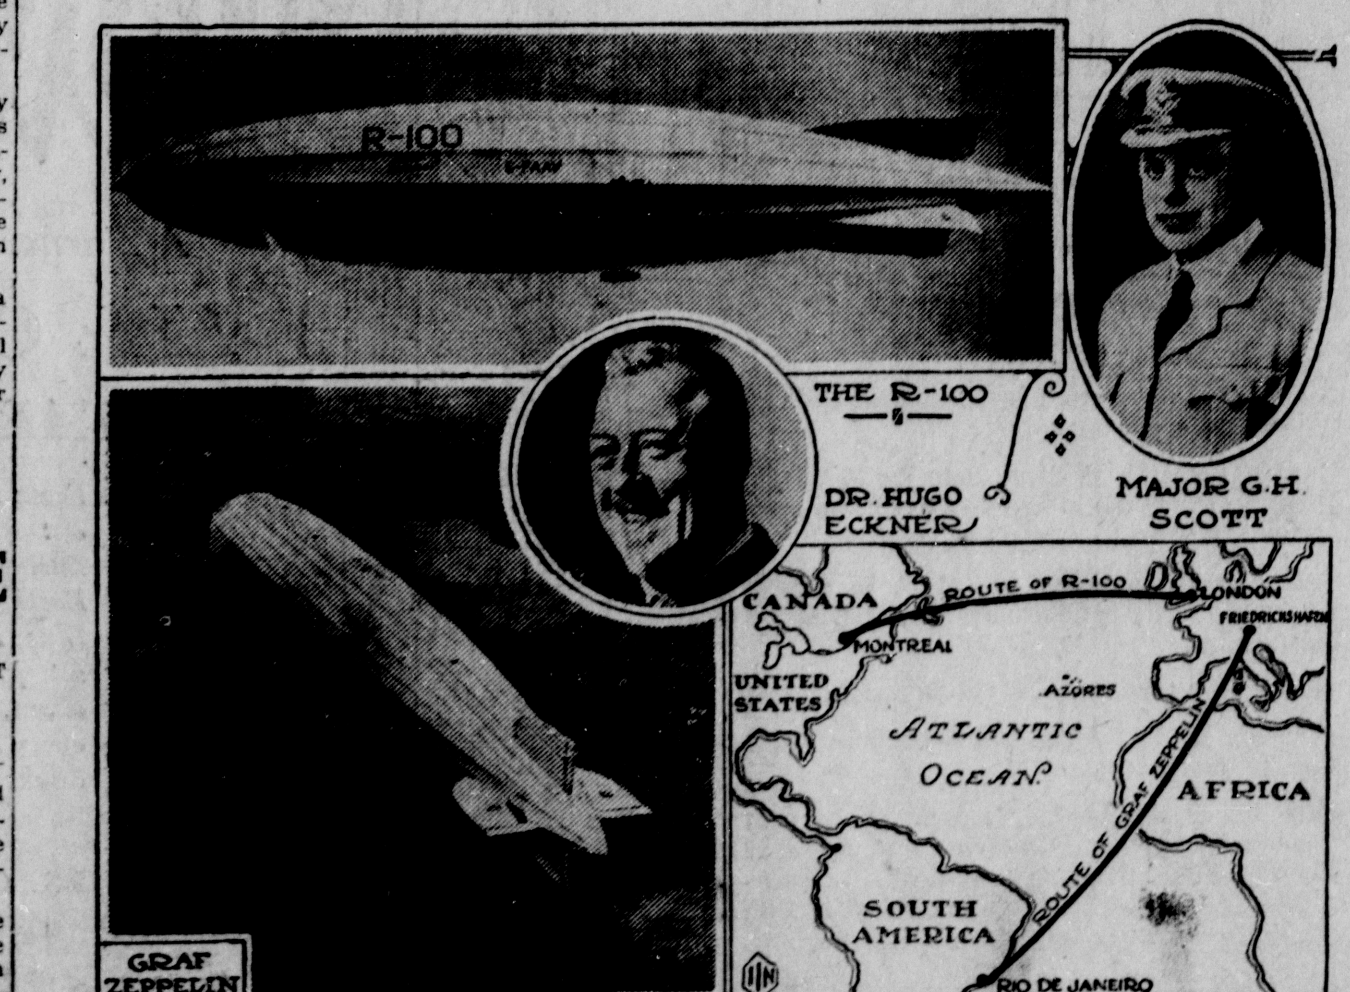 R-100
THE R-100
DR. HUGO
ECKNER
MAJOR G.H.
SCOTT
CANADA
ROUTE OF R-100
LONDON
MONTREAL
UNITED
STATES
AZORES
ATLANTIC
OCEAN
ROUTE OF GRAF ZEPPELIN
AFRICA
SOUTH
AMERICA
RIO DE JANEIRO
IIN
GRAF
ZEPPELIN